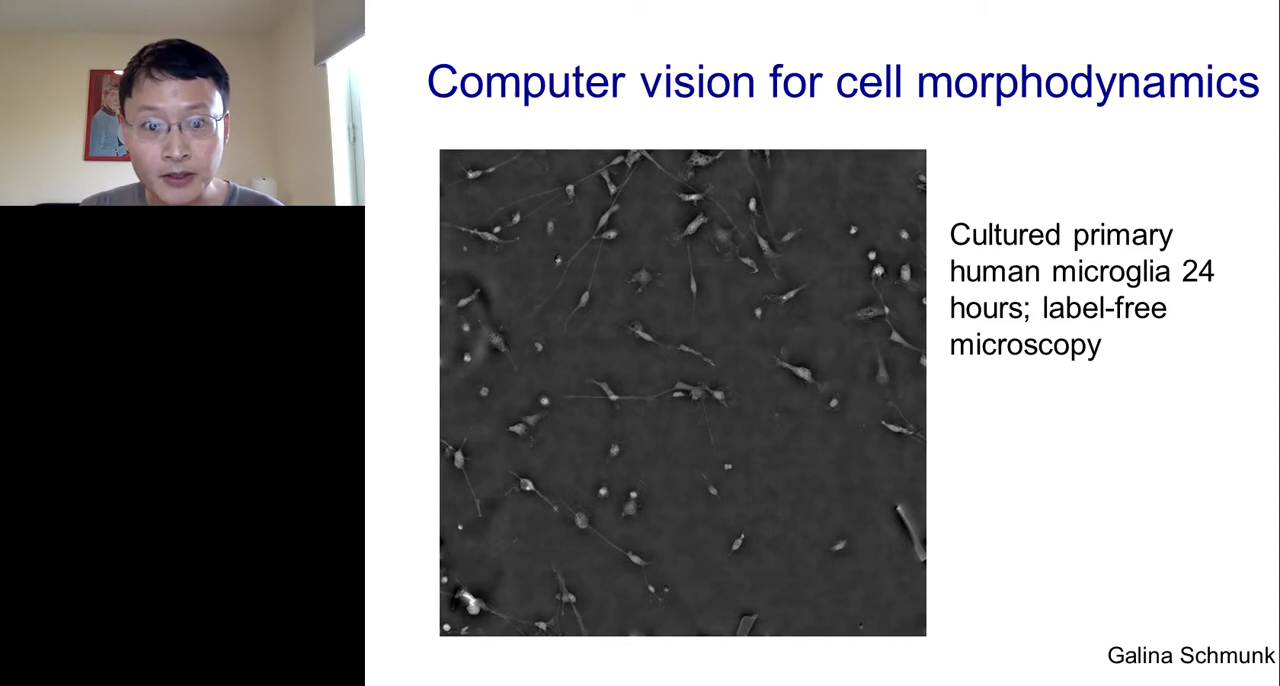 Computer vision for cell morphodynamics
Cultured primary
human microglia 24
hours; label-free
microscopy
Galina Schmunk